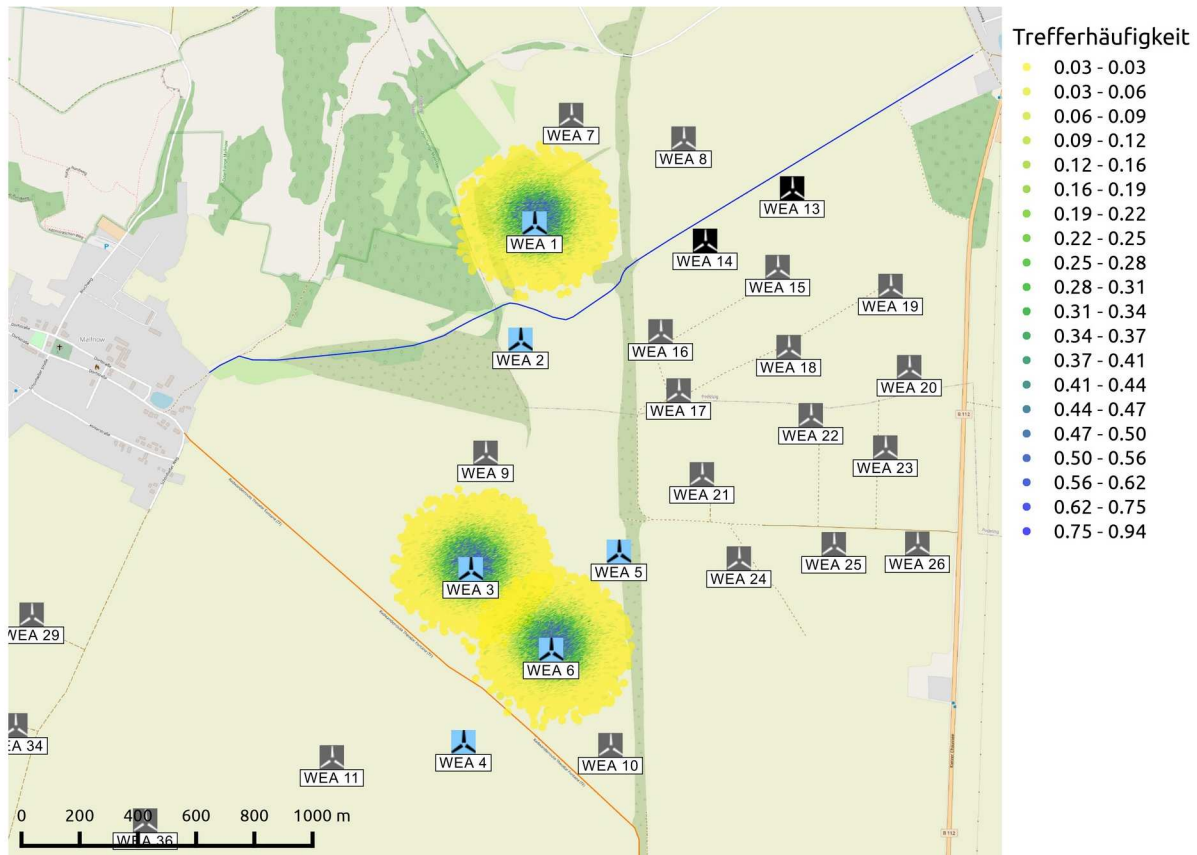 Trefferhäufigkeit
0.03 - 0.03
0.03 - 0.06
0.06 - 0.09
0.09 - 0.12
0.12 - 0.16
0.16 - 0.19
0.19 - 0.22
0.22 - 0.25
0.25 - 0.28
0.28 - 0.31
0.31 - 0.34
0.34 - 0.37
0.37 - 0.41
0.41 - 0.44
0.44 - 0.47
0.47 - 0.50
0.50 - 0.56
0.56 - 0.62
0.62 - 0.75
0.75 - 0.94
WEA 7
WEA 8
WEA 13
WEA 1
WEA 14
WEA 15
WEA 19
P
WEA 2
WEA 16
WEA 18
WEA 20
WEA 17
B 112
WEA 22
WEA 23
WEA 9
WEA 21
WEA 5
WEA 24
WEA 25
WEA 26
WEA 3
WEA 29
WEA 6
EA 34
WEA 4
WEA 10
WEA 11
WEA 36
B 112
0 200 400 600 800 1000 m